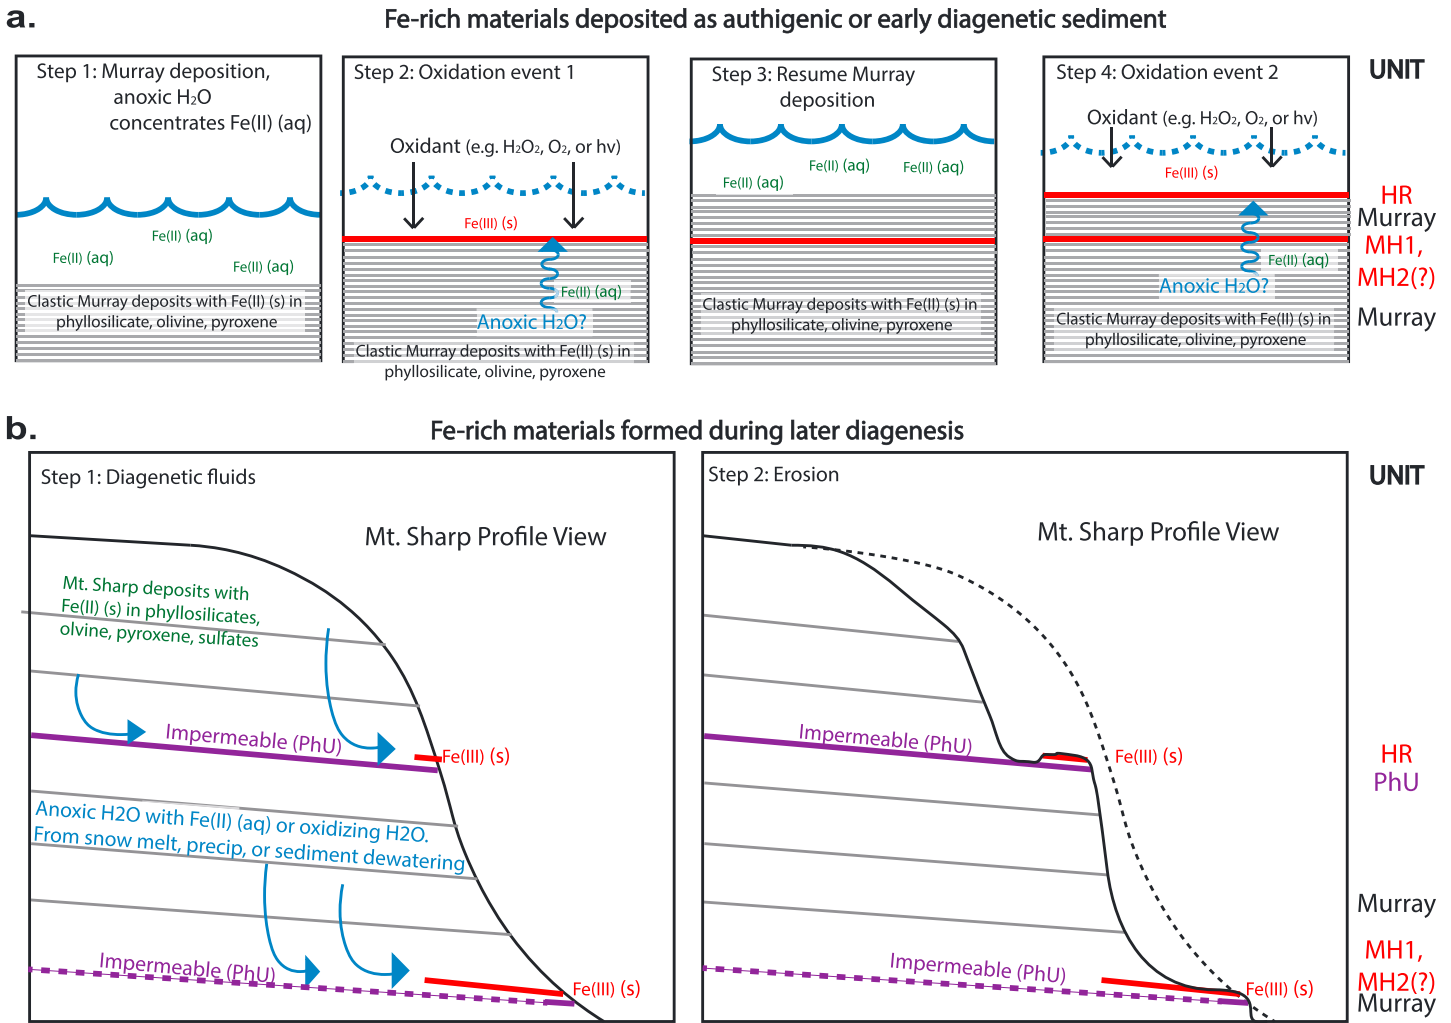 a.
Fe-rich materials deposited as authigenic or early diagenetic sediment
Step 1: Murray deposition,
anoxic H2O
concentrates Fe(II) (aq)
Fe(II) (aq)
Fe(II) (aq)
Fe(II) (aq)
Clastic Murray deposits with Fe(II) (s) in
phyllosilicate, olivine, pyroxene
Step 2: Oxidation event 1
Oxidant (e.g. H2O2, O2, or hv)
Fe(III) (s)
Fe(II) (aq)
Anoxic H2O?
Clastic Murray deposits with Fe(II) (s) in
phyllosilicate, olivine, pyroxene
Step 3: Resume Murray
deposition
Fe(II) (aq)
Fe(II) (aq)
Fe(II) (aq)
Clastic Murray deposits with Fe(II) (s) in
phyllosilicate, olivine, pyroxene
Step 4: Oxidation event 2
Oxidant (e.g. H2O2, O2, or hv)
Fe(III) (s)
Fe(II) (aq)
Anoxic H2O?
Clastic Murray deposits with Fe(II) (s) in
phyllosilicate, olivine, pyroxene
UNIT
HR
Murray
MH1,
MH2(?)
Murray
b.
Fe-rich materials formed during later diagenesis
Step 1: Diagenetic fluids
Mt. Sharp Profile View
Mt. Sharp deposits with
Fe(II) (s) in phyllosilicates,
olvine, pyroxene, sulfates
Impermeable (PhU)
Fe(III) (s)
Anoxic H2O with Fe(II) (aq) or oxidizing H2O.
From snow melt, precip, or sediment dewatering
Impermeable (PhU)
Fe(III) (s)
Step 2: Erosion
Mt. Sharp Profile View
Impermeable (PhU)
Fe(III) (s)
Impermeable (PhU)
Fe(III) (s)
UNIT
HR
PhU
Murray
MH1,
MH2(?)
Murray